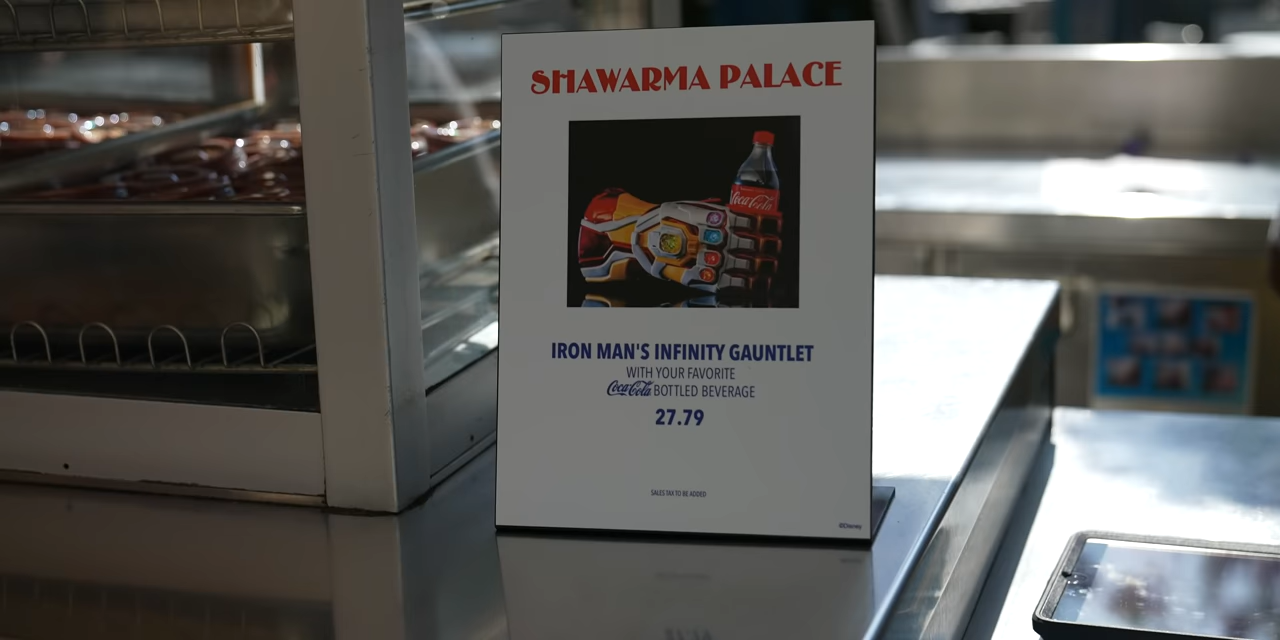 SHAWARMA PALACE
Coca-Cola
IRON MAN'S INFINITY GAUNTLET
WITH YOUR FAVORITE
Coca-Cola BOTTLED BEVERAGE
27.79
SALES TAX TO BE ADDED
©Disney